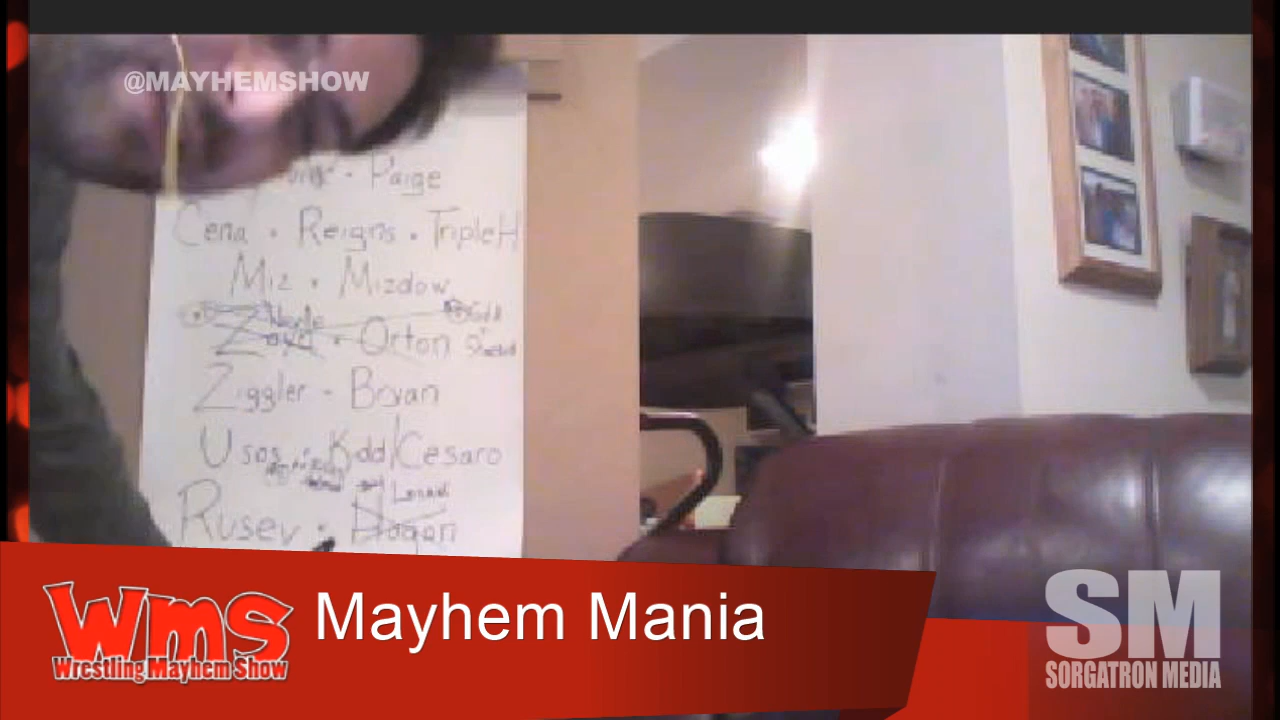 @MAYHEMSHOW
Paige
Cena • Reigns • TripleH
Miz • Mizdow
Orton
Ziggler - Bryan
Usos Kidd/Cesaro
Rusev • Hogan
Wms
Wrestling Mayhem Show
Mayhem Mania
SM
SORGATRON MEDIA